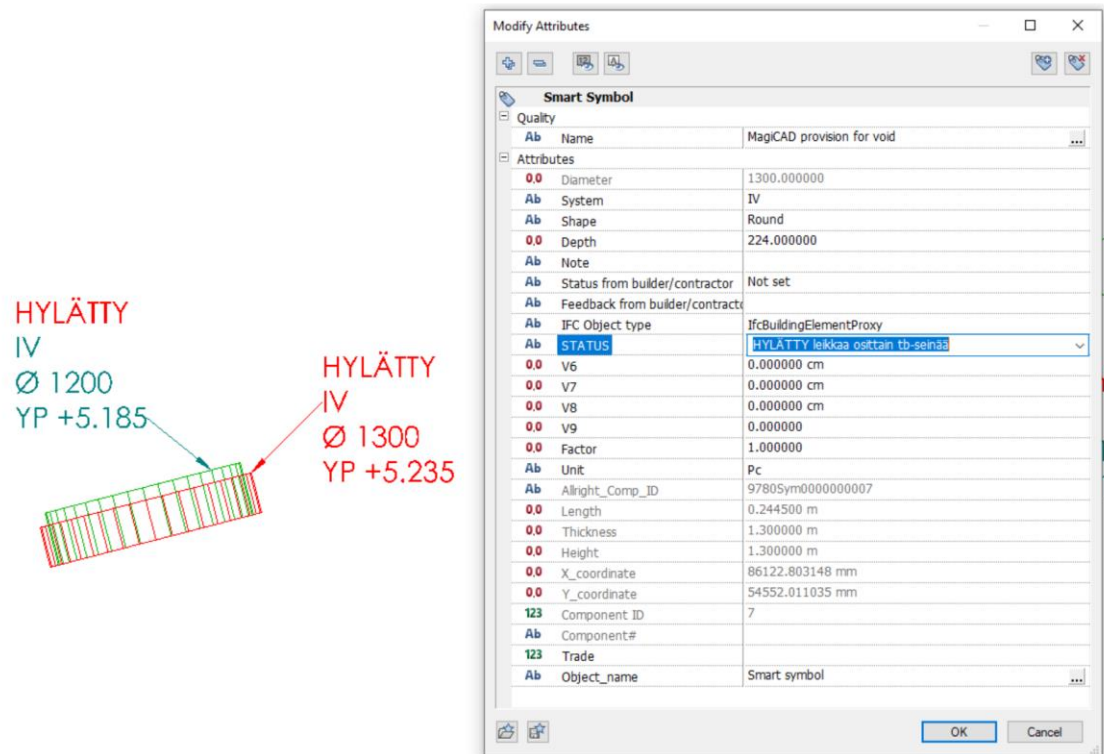 HYLÄTTY
IV
Ø 1200
YP +5.185
HYLÄTTY
IV
Ø 1300
YP +5.235
Modify Attributes
Smart Symbol
Quality
Ab Name MagiCAD provision for void ...
Attributes
0,0 Diameter 1300.000000
Ab System IV
Ab Shape Round
0,0 Depth 224.000000
Ab Note
Ab Status from builder/contractor Not set
Ab Feedback from builder/contracto
Ab IFC Object type IfcBuildingElementProxy
Ab STATUS HYLÄTTY leikkaa osittain tb-seinää
0,0 V6 0.000000 cm
0,0 V7 0.000000 cm
0,0 V8 0.000000 cm
0,0 V9 0.000000
0,0 Factor 1.000000
Ab Unit Pc
Ab Allright_Comp_ID 9780Sym0000000007
0,0 Length 0.244500 m
0,0 Thickness 1.300000 m
0,0 Height 1.300000 m
0,0 X_coordinate 86122.803148 mm
0,0 Y_coordinate 54552.011035 mm
123 Component ID 7
Ab Component#
123 Trade
Ab Object_name Smart symbol ...
OK Cancel